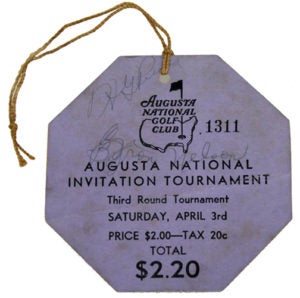 AUGUSTA
NATIONAL
GOLF
CLUB
1311
AUGUSTA NATIONAL
INVITATION TOURNAMENT
Third Round Tournament
SATURDAY, APRIL 3rd
PRICE $2.00—TAX 20c
TOTAL
$2.20